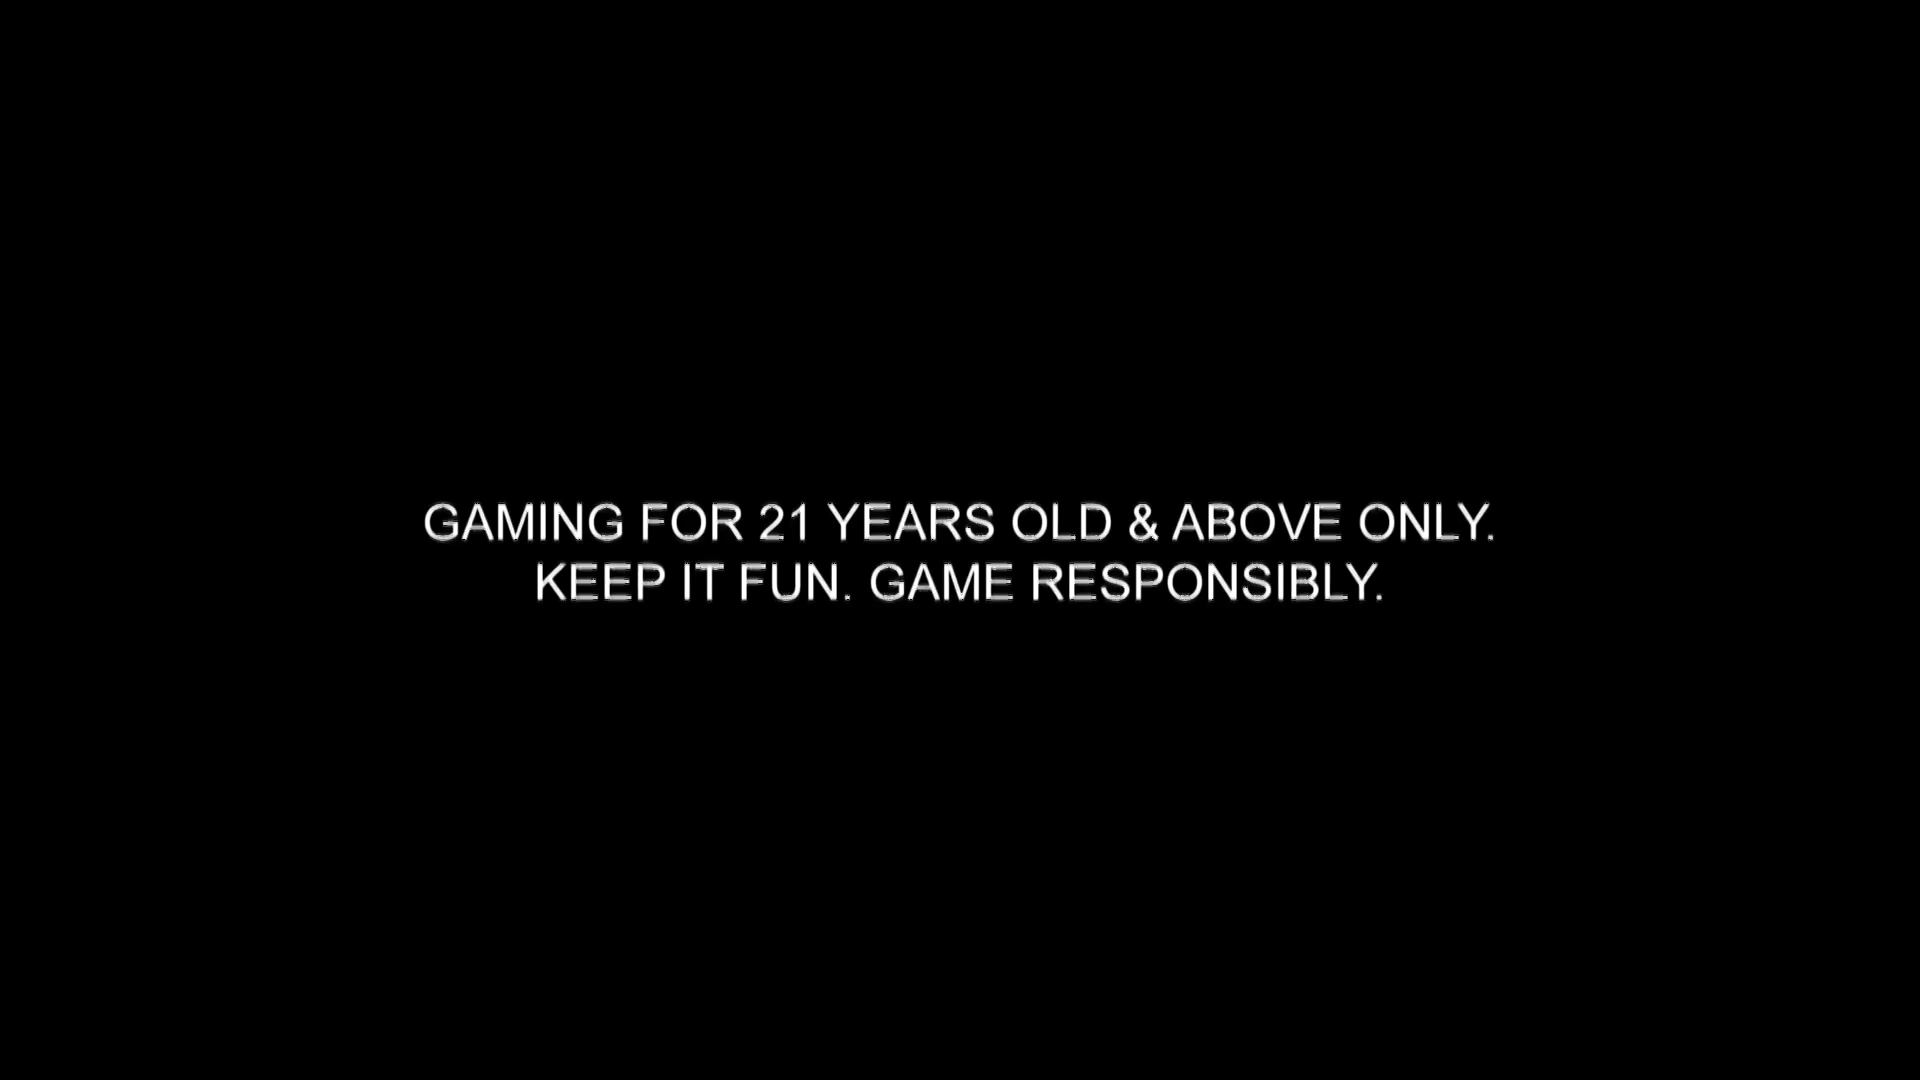 GAMING FOR 21 YEARS OLD & ABOVE ONLY.
KEEP IT FUN. GAME RESPONSIBLY.